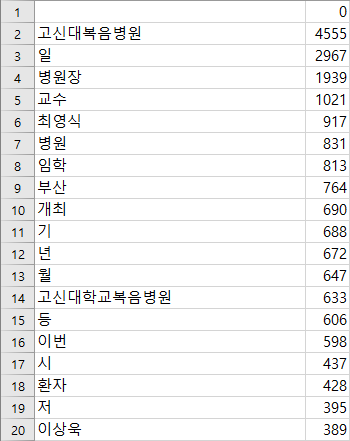 1 0
2 고신대복음병원 4555
3 일 2967
4 병원장 1939
5 교수 1021
6 최영식 917
7 병원 831
8 임학 813
9 부산 764
10 개최 690
11 기 688
12 년 672
13 월 647
14 고신대학교복음병원 633
15 등 606
16 이번 598
17 시 437
18 환자 428
19 저 395
20 이상욱 389